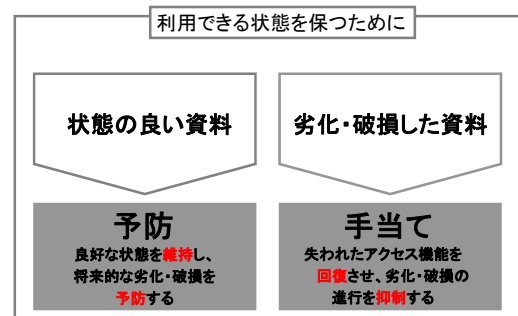 利用できる状態を保つために
状態の良い資料
予防
良好な状態を維持し、
将来的な劣化・破損を
予防する
劣化・破損した資料
手当て
失われたアクセス機能を
回復させ、劣化・破損の
進行を抑制する